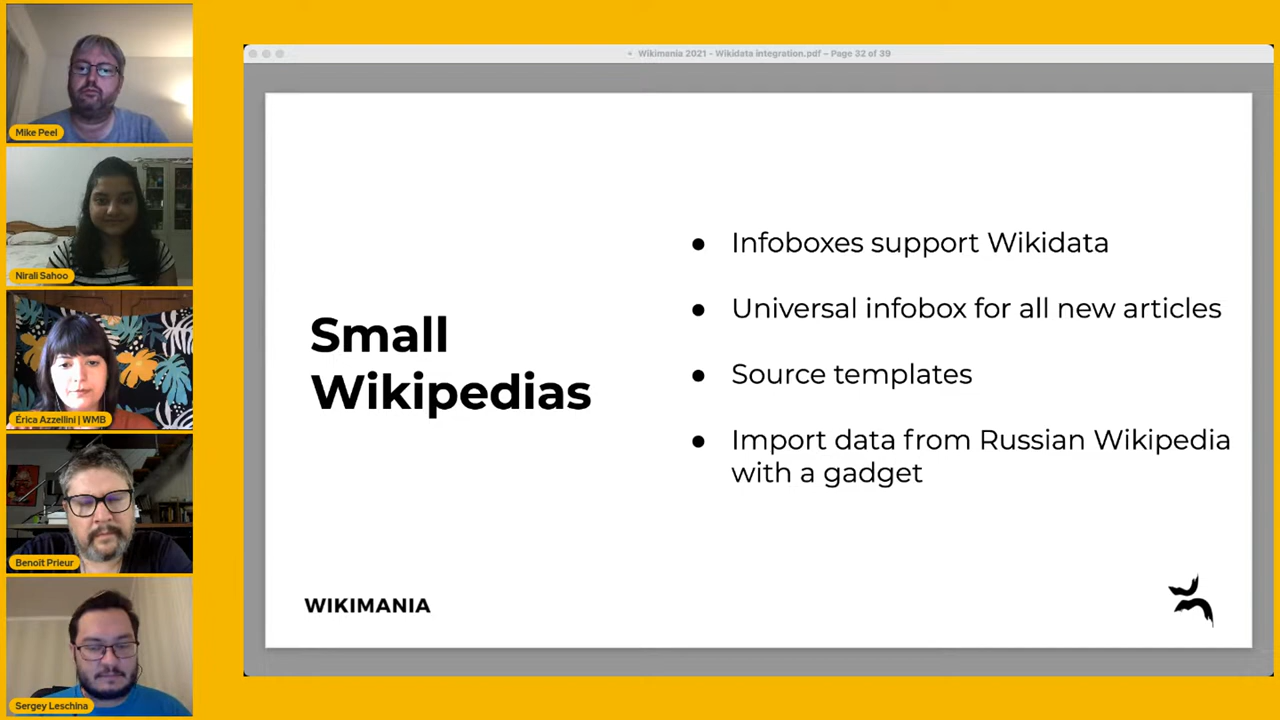 Wikimania 2021 - Wikidata integration.pdf – Page 32 of 39
Mike Peel
Nirali Sahoo
Érica Azzellini | WMB
Benoît Prieur
Sergey Leschina
Small
Wikipedias
● Infoboxes support Wikidata
● Universal infobox for all new articles
● Source templates
● Import data from Russian Wikipedia
with a gadget
WIKIMANIA